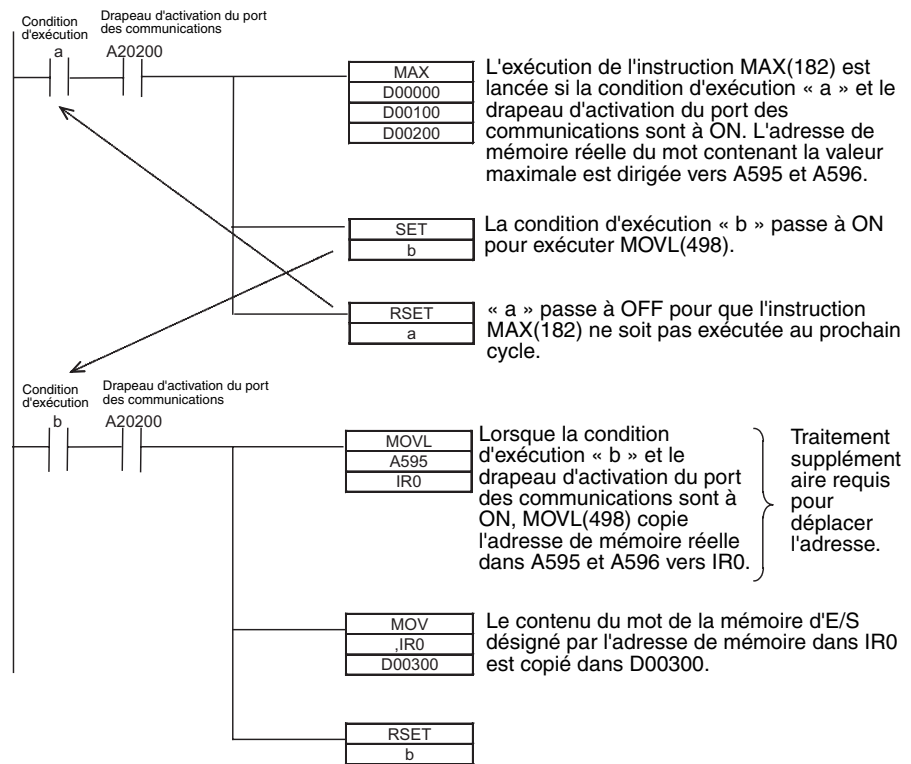 Condition
d'exécution
Drapeau d'activation du port
des communications
a
A20200
MAX
D00000
D00100
D00200
L'exécution de l'instruction MAX(182) est
lancée si la condition d'exécution « a » et le
drapeau d'activation du port des
communications sont à ON. L'adresse de
mémoire réelle du mot contenant la valeur
maximale est dirigée vers A595 et A596.
SET
b
La condition d'exécution « b » passe à ON
pour exécuter MOVL(498).
RSET
a
« a » passe à OFF pour que l'instruction
MAX(182) ne soit pas exécutée au prochain
cycle.
Condition
d'exécution
Drapeau d'activation du port
des communications
b
A20200
MOVL
A595
IR0
Lorsque la condition
d'exécution « b » et le
drapeau d'activation du port
des communications sont à
ON, MOVL(498) copie
l'adresse de mémoire réelle
dans A595 et A596 vers IR0.
Traitement
supplément
aire requis
pour
déplacer
l'adresse.
MOV
,IR0
D00300
Le contenu du mot de la mémoire d'E/S
désigné par l'adresse de mémoire dans IR0
est copié dans D00300.
RSET
b